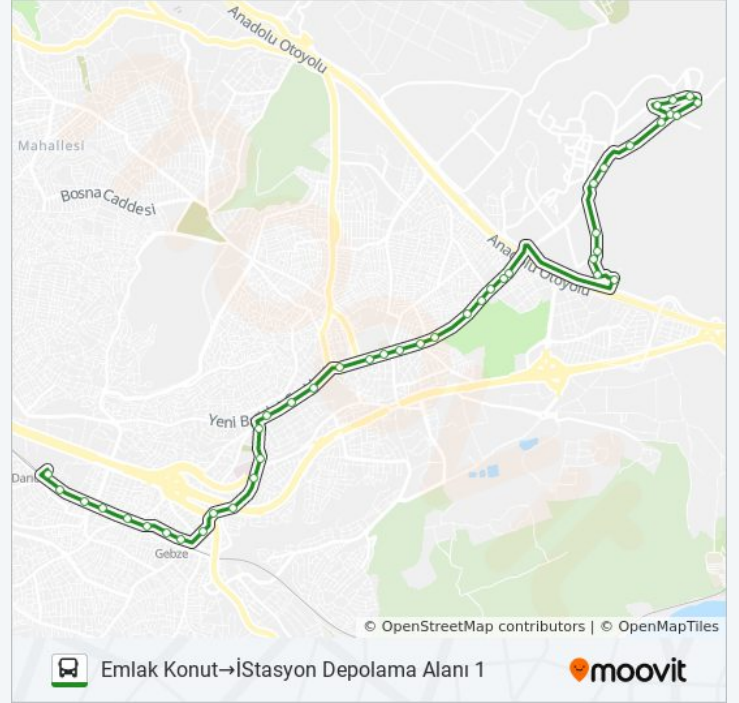 Anadolu Otoyolu
Mahallesi
Bosna Caddesi
Anadolu Otoyolu
Yeni B
Gebze
© OpenStreetMap contributors | © OpenMapTiles
Emlak Konut→İStasyon Depolama Alanı 1
moovit